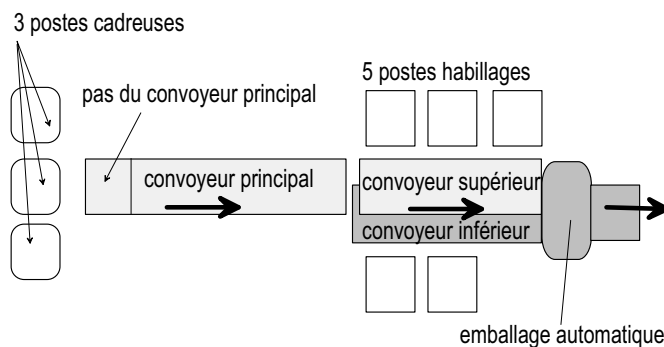 3 postes cadreuses
pas du convoyeur principal
5 postes habillages
convoyeur principal
convoyeur supérieur
convoyeur inférieur
emballage automatique